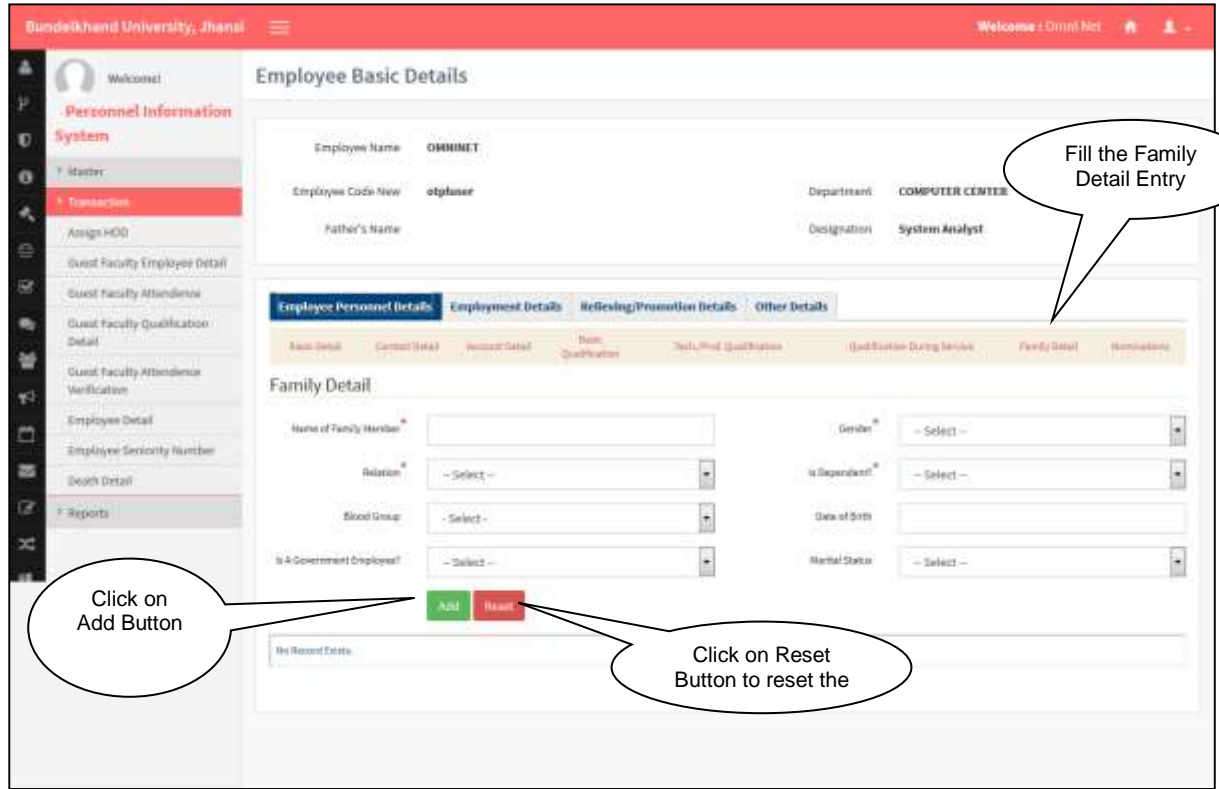 Bundelkhand University, Jhansi
Welcome : Omni Net
Welcome!
Personnel Information
System
Master
Transaction
Assign HOD
Guest Faculty Employee Detail
Guest Faculty Attendence
Guest Faculty Qualification
Detail
Guest Faculty Attendence
Verification
Employee Detail
Employee Seniority Number
Death Detail
Reports
Employee Basic Details
Employee Name OMNINET
Employee Code New otpluser Department COMPUTER CENTER
Father's Name Designation System Analyst
Fill the Family
Detail Entry
Employee Personnel Details Employment Details Relieving/Promotion Details Other Details
Basic Detail Contact Detail Account Detail Basic
Qualification Tech./Prof. Qualification Qualification During Service Family Detail Nominations
Family Detail
Name of Family Member* Gender* -- Select --
Relation* -- Select -- Is Dependent?* -- Select --
Blood Group - Select - Date of Birth
Is A Government Employee? -- Select -- Marital Status -- Select --
Add Reset
Click on
Add Button
No Record Exists.
Click on Reset
Button to reset the